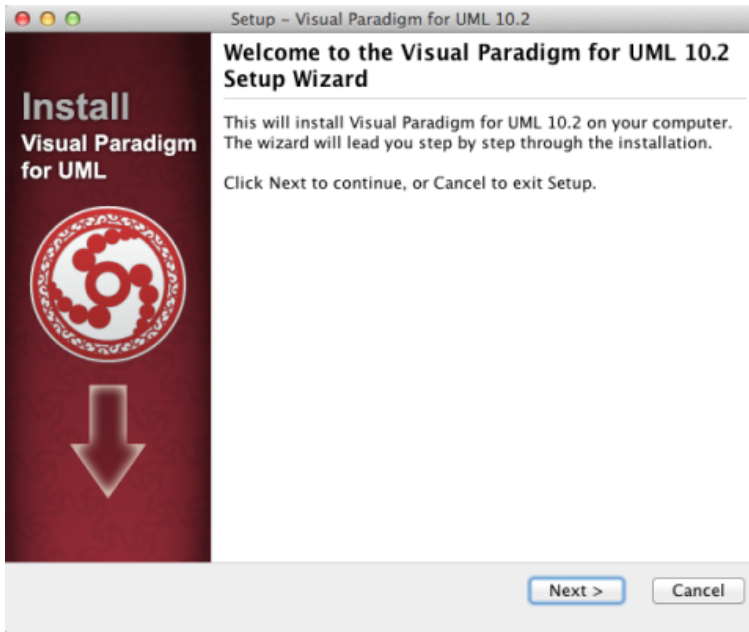 Setup – Visual Paradigm for UML 10.2
Install
Visual Paradigm
for UML
Welcome to the Visual Paradigm for UML 10.2
Setup Wizard
This will install Visual Paradigm for UML 10.2 on your computer.
The wizard will lead you step by step through the installation.
Click Next to continue, or Cancel to exit Setup.
Next >
Cancel